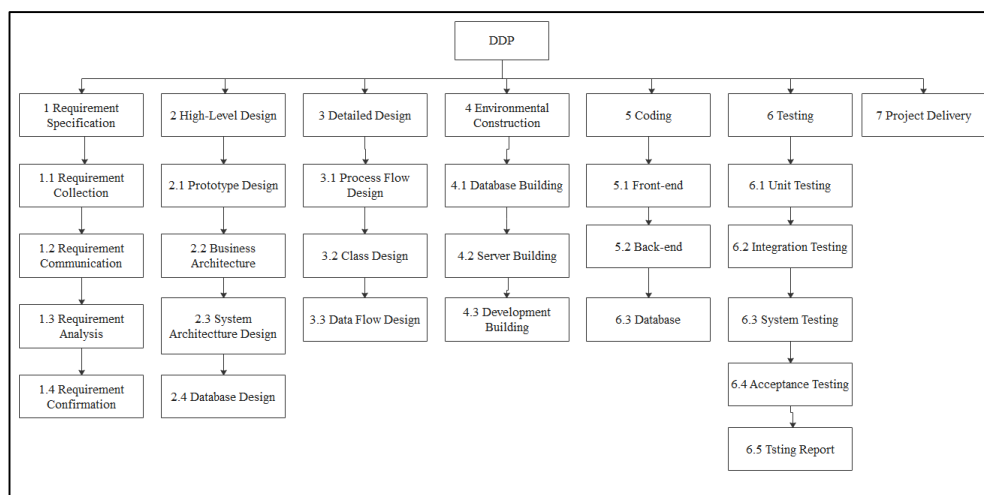 DDP
1 Requirement
Specification
2 High-Level Design
3 Detailed Design
4 Environmental
Construction
5 Coding
6 Testing
7 Project Delivery
1.1 Requirement
Collection
2.1 Prototype Design
3.1 Process Flow
Design
4.1 Database Building
5.1 Front-end
6.1 Unit Testing
1.2 Requirement
Communication
2.2 Business
Architecture
3.2 Class Design
4.2 Server Building
5.2 Back-end
6.2 Integration Testing
1.3 Requirement
Analysis
2.3 System
Architectture Design
3.3 Data Flow Design
4.3 Development
Building
6.3 Database
6.3 System Testing
1.4 Requirement
Confirmation
2.4 Database Design
6.4 Acceptance Testing
6.5 Tsting Report